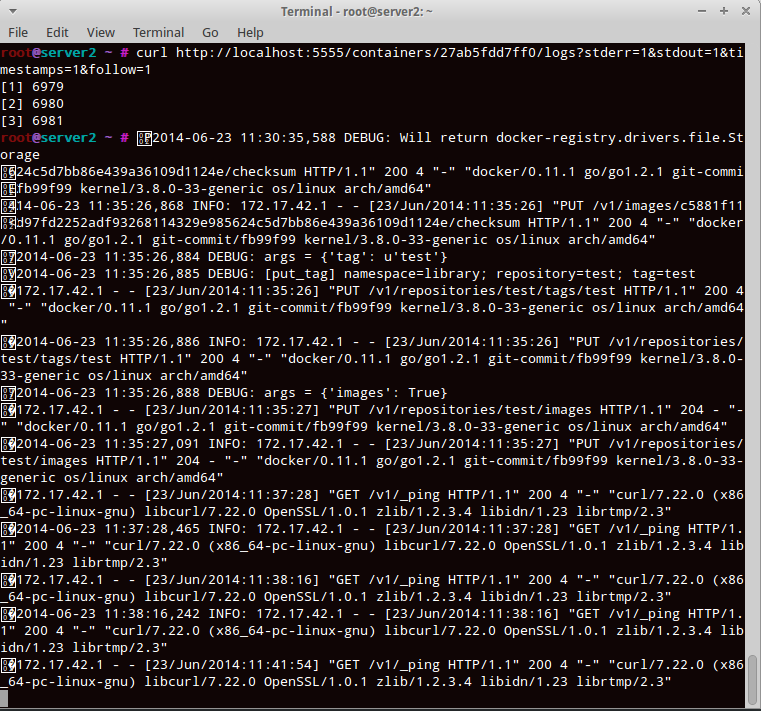 Terminal - root@server2: ~
File Edit View Terminal Go Help
root@server2 ~ # curl http://localhost:5555/containers/27ab5fdd7ff0/logs?stderr=1&stdout=1&ti
mestamps=1&follow=1
[1] 6979
[2] 6980
[3] 6981
root@server2 ~ # 2014-06-23 11:30:35,588 DEBUG: Will return docker-registry.drivers.file.St
orage
624c5d7bb86e439a36109d1124e/checksum HTTP/1.1" 200 4 "-" "docker/0.11.1 go/go1.2.1 git-commi
fb99f99 kernel/3.8.0-33-generic os/linux arch/amd64"
14-06-23 11:35:26,868 INFO: 172.17.42.1 - - [23/Jun/2014:11:35:26] "PUT /v1/images/c5881f11
d97fd2252adf93268114329e985624c5d7bb86e439a36109d1124e/checksum HTTP/1.1" 200 4 "-" "docker
/0.11.1 go/go1.2.1 git-commit/fb99f99 kernel/3.8.0-33-generic os/linux arch/amd64"
2014-06-23 11:35:26,884 DEBUG: args = {'tag': u'test'}
2014-06-23 11:35:26,885 DEBUG: [put_tag] namespace=library; repository=test; tag=test
172.17.42.1 - - [23/Jun/2014:11:35:26] "PUT /v1/repositories/test/tags/test HTTP/1.1" 200 4
"-" "docker/0.11.1 go/go1.2.1 git-commit/fb99f99 kernel/3.8.0-33-generic os/linux arch/amd64
"
2014-06-23 11:35:26,886 INFO: 172.17.42.1 - - [23/Jun/2014:11:35:26] "PUT /v1/repositories/
test/tags/test HTTP/1.1" 200 4 "-" "docker/0.11.1 go/go1.2.1 git-commit/fb99f99 kernel/3.8.0-
33-generic os/linux arch/amd64"
2014-06-23 11:35:26,888 DEBUG: args = {'images': True}
172.17.42.1 - - [23/Jun/2014:11:35:27] "PUT /v1/repositories/test/images HTTP/1.1" 204 - "-
" "docker/0.11.1 go/go1.2.1 git-commit/fb99f99 kernel/3.8.0-33-generic os/linux arch/amd64"
2014-06-23 11:35:27,091 INFO: 172.17.42.1 - - [23/Jun/2014:11:35:27] "PUT /v1/repositories/
test/images HTTP/1.1" 204 - "-" "docker/0.11.1 go/go1.2.1 git-commit/fb99f99 kernel/3.8.0-33-
generic os/linux arch/amd64"
172.17.42.1 - - [23/Jun/2014:11:37:28] "GET /v1/_ping HTTP/1.1" 200 4 "-" "curl/7.22.0 (x86
_64-pc-linux-gnu) libcurl/7.22.0 OpenSSL/1.0.1 zlib/1.2.3.4 libidn/1.23 librtmp/2.3"
2014-06-23 11:37:28,465 INFO: 172.17.42.1 - - [23/Jun/2014:11:37:28] "GET /v1/_ping HTTP/1.
1" 200 4 "-" "curl/7.22.0 (x86_64-pc-linux-gnu) libcurl/7.22.0 OpenSSL/1.0.1 zlib/1.2.3.4 lib
idn/1.23 librtmp/2.3"
172.17.42.1 - - [23/Jun/2014:11:38:16] "GET /v1/_ping HTTP/1.1" 200 4 "-" "curl/7.22.0 (x86
_64-pc-linux-gnu) libcurl/7.22.0 OpenSSL/1.0.1 zlib/1.2.3.4 libidn/1.23 librtmp/2.3"
2014-06-23 11:38:16,242 INFO: 172.17.42.1 - - [23/Jun/2014:11:38:16] "GET /v1/_ping HTTP/1.
1" 200 4 "-" "curl/7.22.0 (x86_64-pc-linux-gnu) libcurl/7.22.0 OpenSSL/1.0.1 zlib/1.2.3.4 lib
idn/1.23 librtmp/2.3"
172.17.42.1 - - [23/Jun/2014:11:41:54] "GET /v1/_ping HTTP/1.1" 200 4 "-" "curl/7.22.0 (x86
_64-pc-linux-gnu) libcurl/7.22.0 OpenSSL/1.0.1 zlib/1.2.3.4 libidn/1.23 librtmp/2.3"